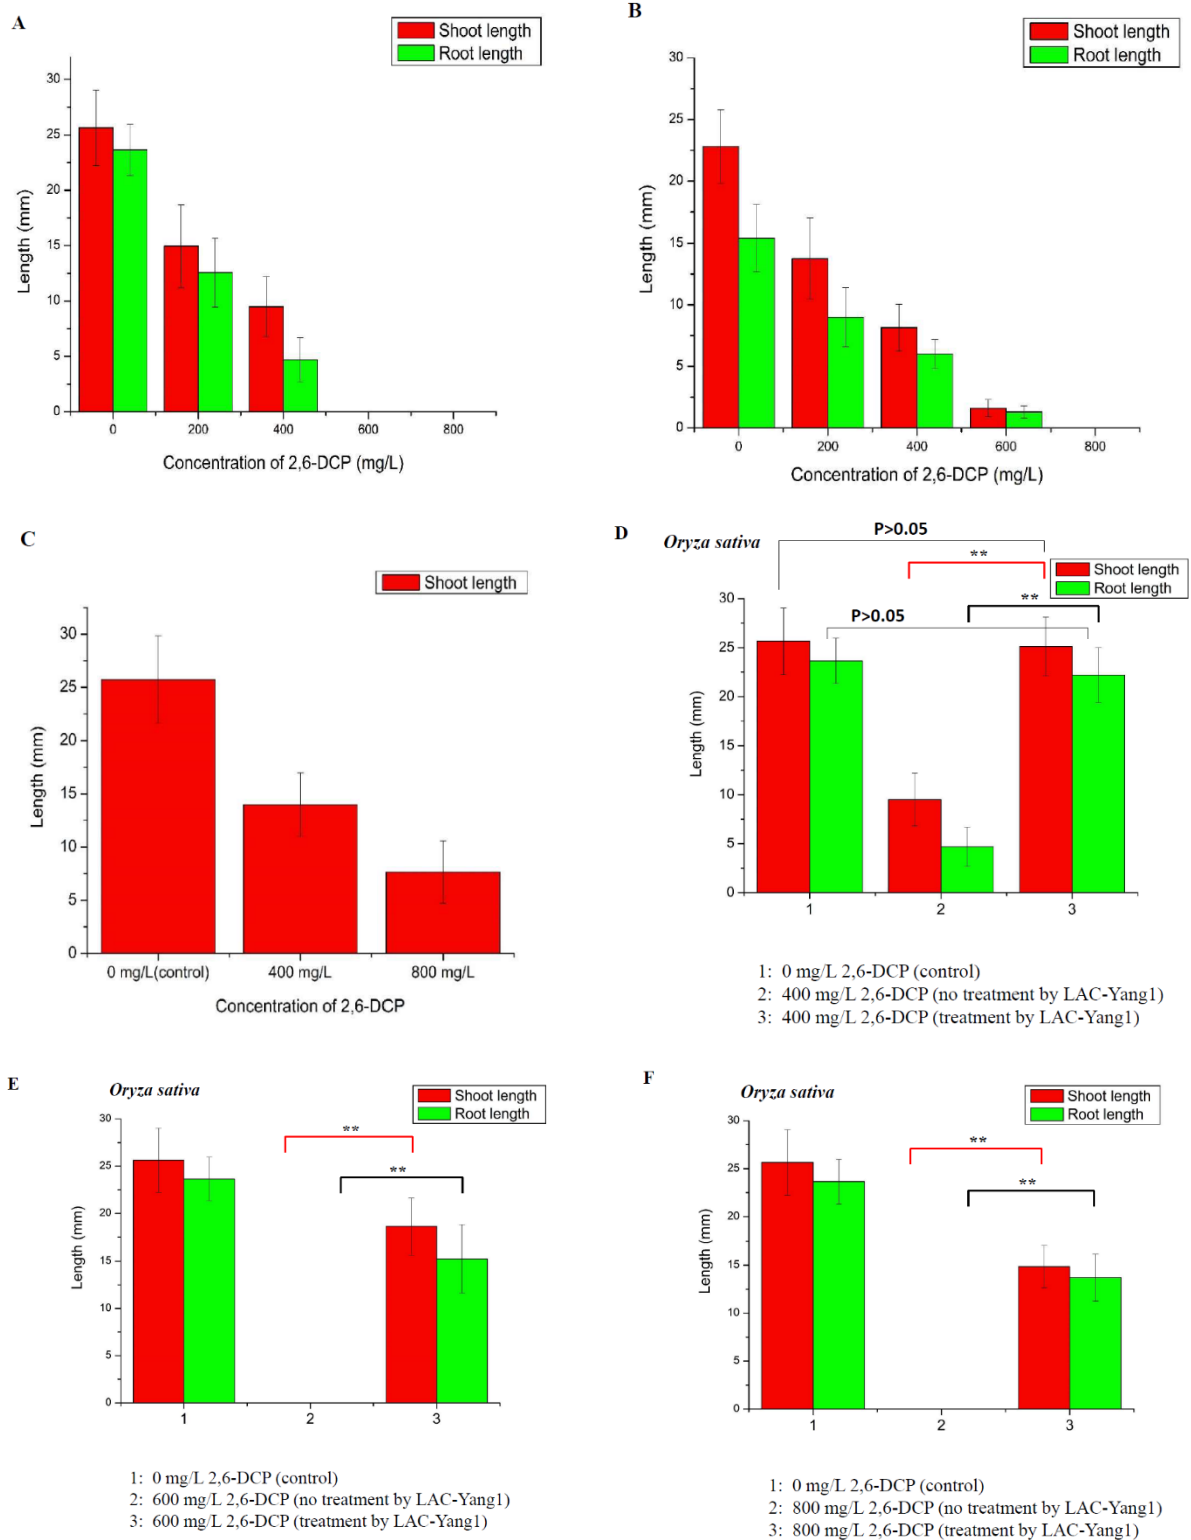 A
Shoot length
Root length
30
25
20
15
10
5
0
Length (mm)
0 200 400 600 800
Concentration of 2,6-DCP (mg/L)
B
Shoot length
Root length
30
25
20
15
10
5
0
Length (mm)
0 200 400 600 800
Concentration of 2,6-DCP (mg/L)
C
Shoot length
30
25
20
15
10
5
0
Length (mm)
0 mg/L(control) 400 mg/L 800 mg/L
Concentration of 2,6-DCP
D
Oryza sativa
P>0.05
**
Shoot length
Root length
**
P>0.05
30
25
20
15
10
5
0
Length (mm)
1 2 3
1: 0 mg/L 2,6-DCP (control)
2: 400 mg/L 2,6-DCP (no treatment by LAC-Yang1)
3: 400 mg/L 2,6-DCP (treatment by LAC-Yang1)
E
Oryza sativa
Shoot length
Root length
**
**
30
25
20
15
10
5
0
Length (mm)
1 2 3
1: 0 mg/L 2,6-DCP (control)
2: 600 mg/L 2,6-DCP (no treatment by LAC-Yang1)
3: 600 mg/L 2,6-DCP (treatment by LAC-Yang1)
F
Oryza sativa
Shoot length
Root length
**
**
30
25
20
15
10
5
0
Length (mm)
1 2 3
1: 0 mg/L 2,6-DCP (control)
2: 800 mg/L 2,6-DCP (no treatment by LAC-Yang1)
3: 800 mg/L 2,6-DCP (treatment by LAC-Yang1)